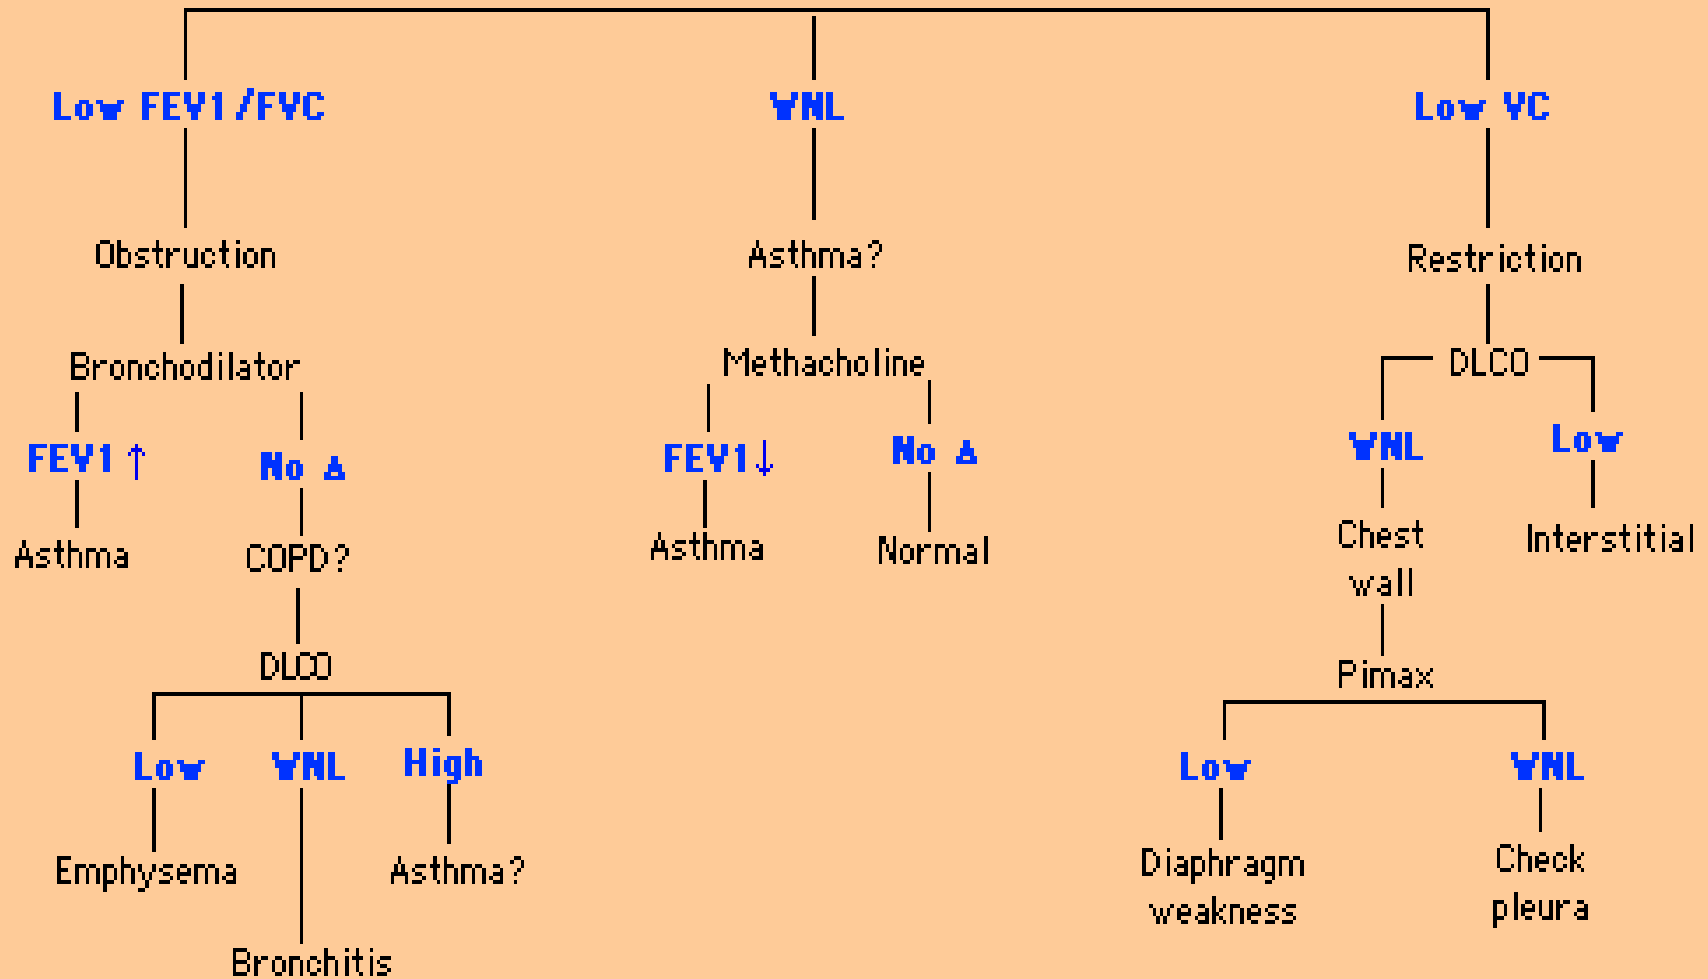 Low FEV1/FVC
WNL
Low VC
Obstruction
Asthma?
Restriction
Bronchodilator
Methacholine
DLCO
FEV1 ↑
No Δ
FEV1↓
No Δ
WNL
Low
Asthma
COPD?
Asthma
Normal
Chest
wall
Interstitial
DLCO
Pimax
Low
WNL
High
Low
WNL
Emphysema
Asthma?
Diaphragm
weakness
Check
pleura
Bronchitis